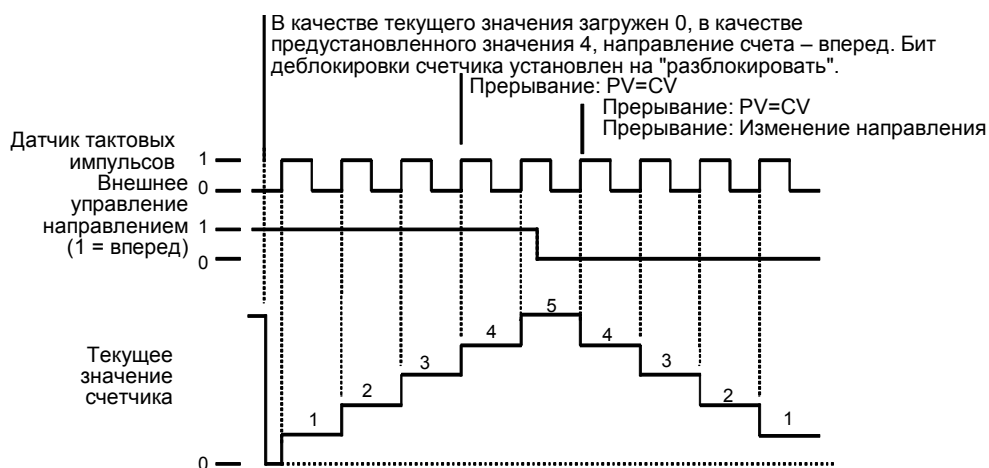 В качестве текущего значения загружен 0, в качестве
предустановленного значения 4, направление счета – вперед. Бит
деблокировки счетчика установлен на "разблокировать".
Прерывание: PV=CV
Прерывание: PV=CV
Прерывание: Изменение направления
Датчик тактовых
импульсов 1
Внешнее 0
управление
направлением 1
(1 = вперед)
0
5
4 4
3 3
2 2
1 1
Текущее
значение
счетчика
0